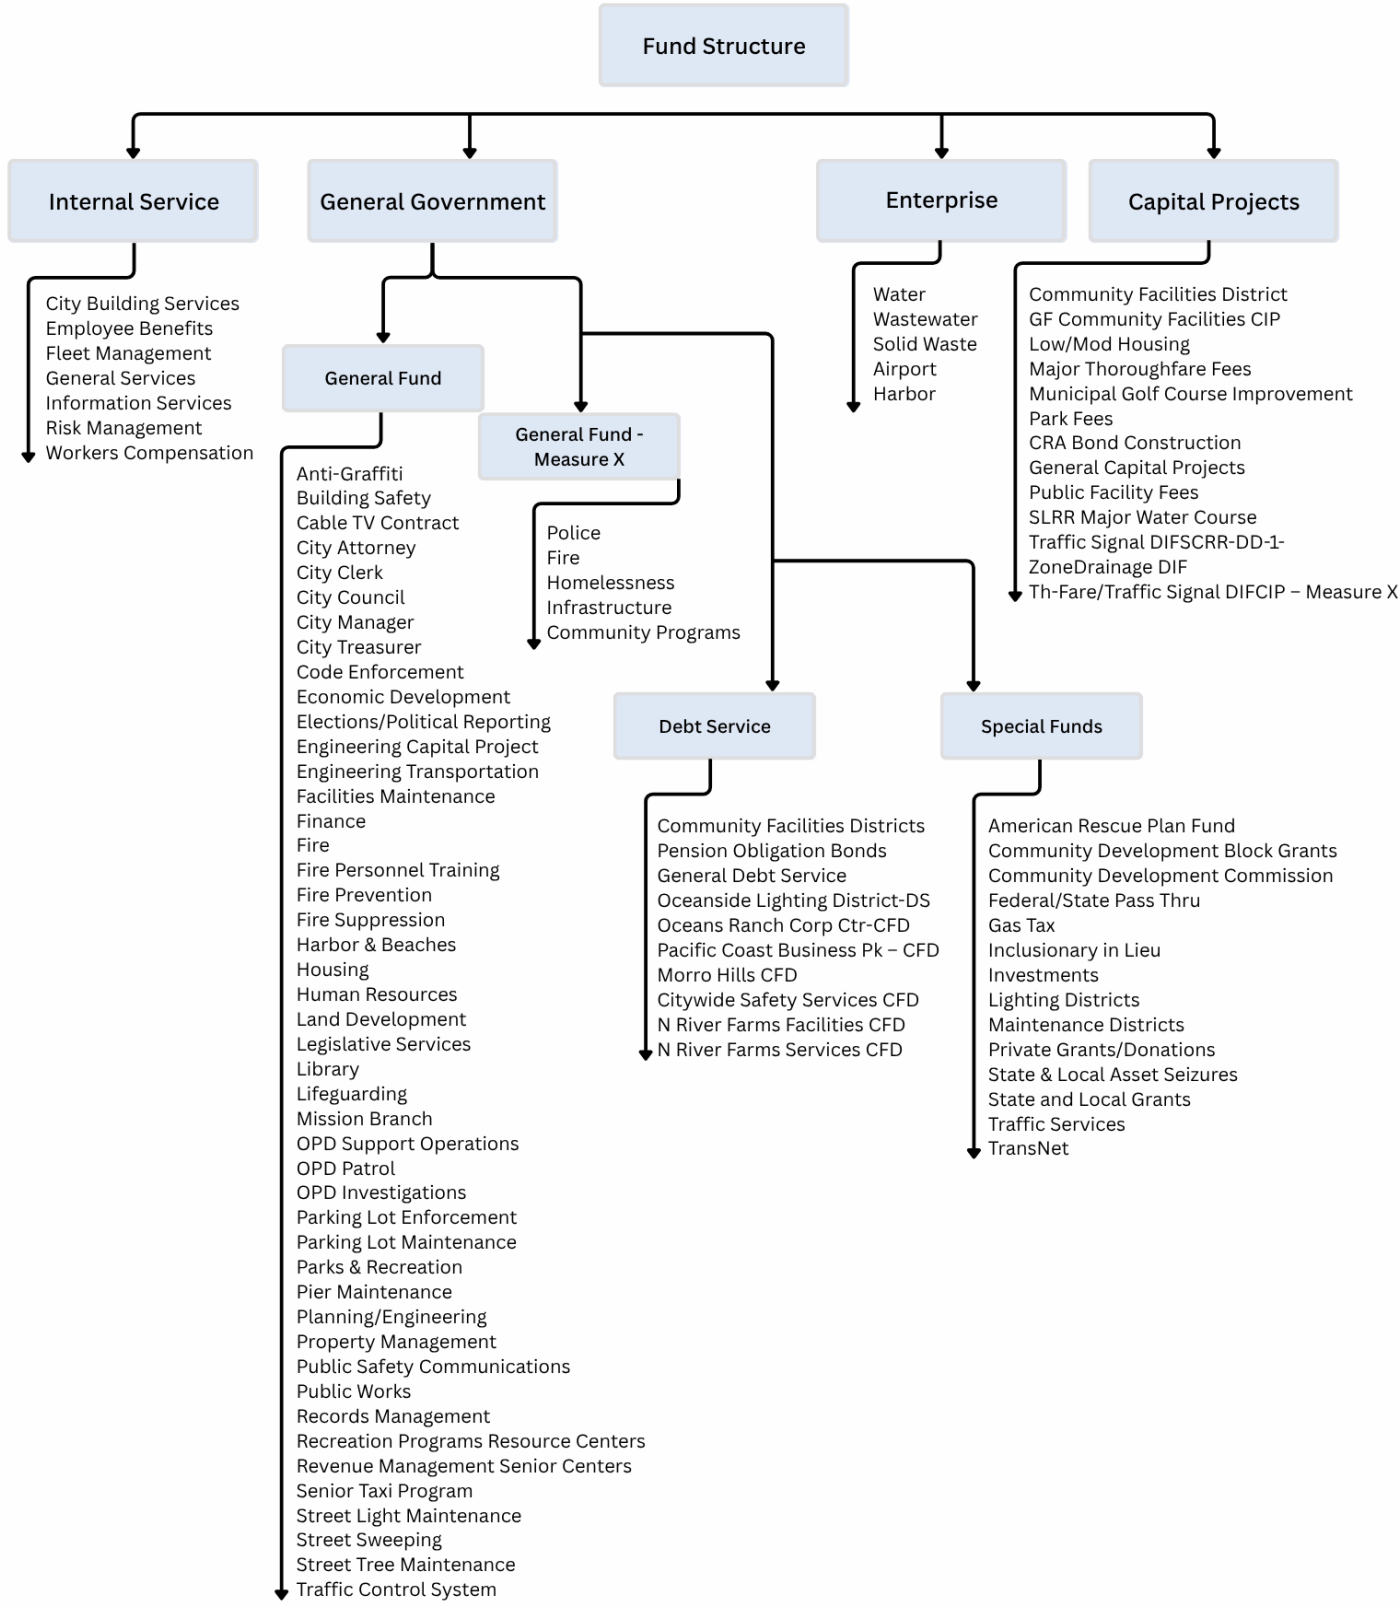 Fund Structure
Internal Service
City Building Services
Employee Benefits
Fleet Management
General Services
Information Services
Risk Management
Workers Compensation
General Government
General Fund
Anti-Graffiti
Building Safety
Cable TV Contract
City Attorney
City Clerk
City Council
City Manager
City Treasurer
Code Enforcement
Economic Development
Elections/Political Reporting
Engineering Capital Project
Engineering Transportation
Facilities Maintenance
Finance
Fire
Fire Personnel Training
Fire Prevention
Fire Suppression
Harbor & Beaches
Housing
Human Resources
Land Development
Legislative Services
Library
Lifeguarding
Mission Branch
OPD Support Operations
OPD Patrol
OPD Investigations
Parking Lot Enforcement
Parking Lot Maintenance
Parks & Recreation
Pier Maintenance
Planning/Engineering
Property Management
Public Safety Communications
Public Works
Records Management
Recreation Programs Resource Centers
Revenue Management Senior Centers
Senior Taxi Program
Street Light Maintenance
Street Sweeping
Street Tree Maintenance
Traffic Control System
General Fund -
Measure X
Police
Fire
Homelessness
Infrastructure
Community Programs
Debt Service
Community Facilities Districts
Pension Obligation Bonds
General Debt Service
Oceanside Lighting District-DS
Oceans Ranch Corp Ctr-CFD
Pacific Coast Business Pk – CFD
Morro Hills CFD
Citywide Safety Services CFD
N River Farms Facilities CFD
N River Farms Services CFD
Special Funds
American Rescue Plan Fund
Community Development Block Grants
Community Development Commission
Federal/State Pass Thru
Gas Tax
Inclusionary in Lieu
Investments
Lighting Districts
Maintenance Districts
Private Grants/Donations
State & Local Asset Seizures
State and Local Grants
Traffic Services
TransNet
Enterprise
Water
Wastewater
Solid Waste
Airport
Harbor
Capital Projects
Community Facilities District
GF Community Facilities CIP
Low/Mod Housing
Major Thoroughfare Fees
Municipal Golf Course Improvement
Park Fees
CRA Bond Construction
General Capital Projects
Public Facility Fees
SLRR Major Water Course
Traffic Signal DIFSCRR-DD-1-
ZoneDrainage DIF
Th-Fare/Traffic Signal DIFCIP – Measure X